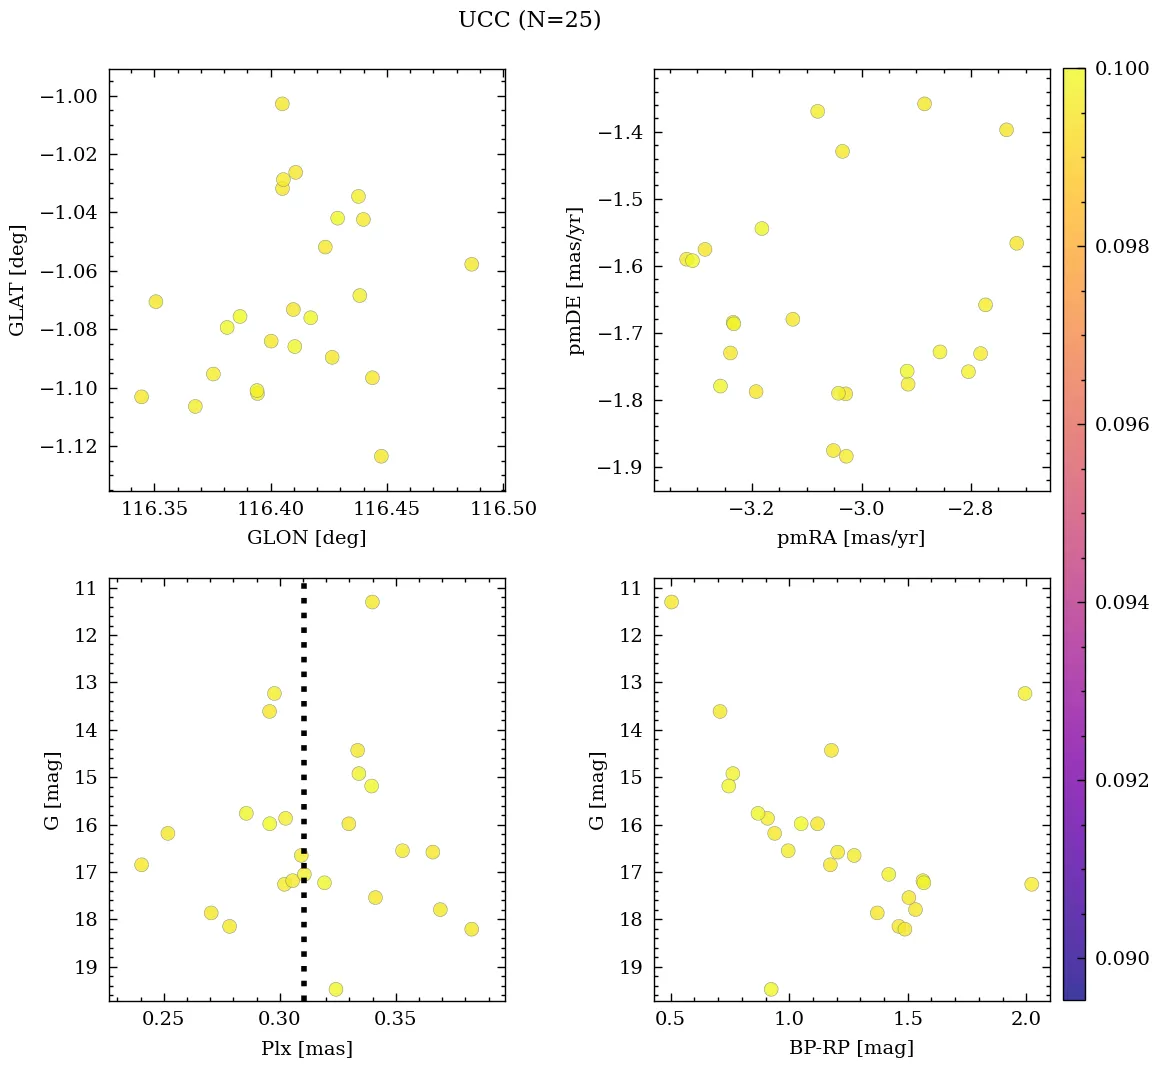 UCC (N=25)
−1.00
−1.02
−1.04
−1.06
−1.08
−1.10
−1.12
GLAT [deg]
116.35 116.40 116.45 116.50
GLON [deg]
−1.4
−1.5
−1.6
−1.7
−1.8
−1.9
pmDE [mas/yr]
−3.2 −3.0 −2.8
pmRA [mas/yr]
11
12
13
14
15
16
17
18
19
G [mag]
0.25 0.30 0.35
Plx [mas]
11
12
13
14
15
16
17
18
19
G [mag]
0.5 1.0 1.5 2.0
BP-RP [mag]
0.100
0.098
0.096
0.094
0.092
0.090